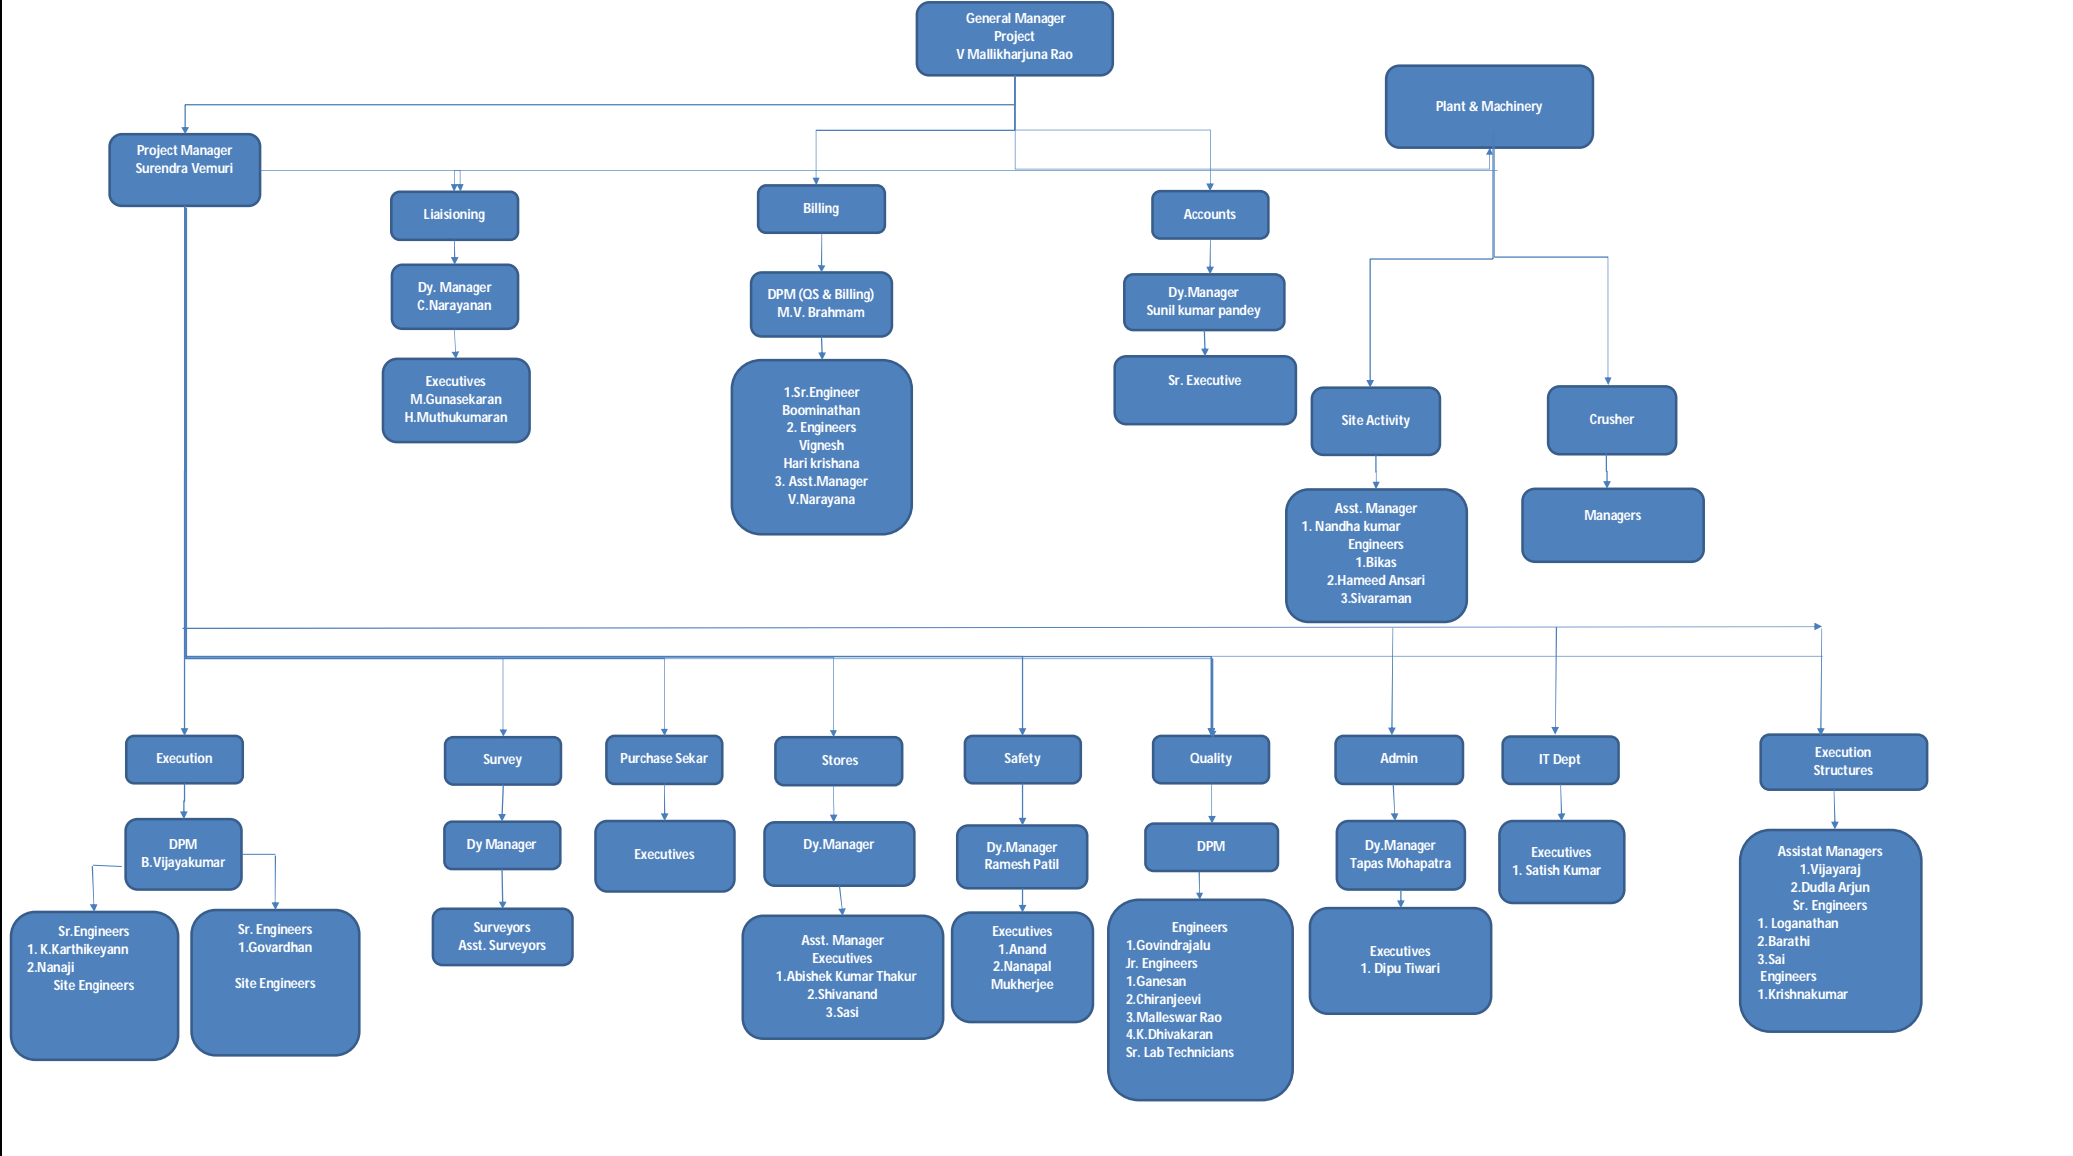 General Manager
Project
V Mallikharjuna Rao
Plant & Machinery
Project Manager
Surendra Vemuri
Liaisioning
Billing
Accounts
Dy. Manager
C.Narayanan
DPM (QS & Billing)
M.V. Brahmam
Dy.Manager
Sunil kumar pandey
Executives
M.Gunasekaran
H.Muthukumaran
1.Sr.Engineer
Boominathan
2. Engineers
Vignesh
Hari krishana
3. Asst.Manager
V.Narayana
Sr. Executive
Site Activity
Crusher
Asst. Manager
1. Nandha kumar
Engineers
1.Bikas
2.Hameed Ansari
3.Sivaraman
Managers
Execution
Survey
Purchase Sekar
Stores
Safety
Quality
Admin
IT Dept
Execution
Structures
DPM
B.Vijayakumar
Dy Manager
Executives
Dy.Manager
Dy.Manager
Ramesh Patil
DPM
Dy.Manager
Tapas Mohapatra
Executives
1. Satish Kumar
Assistat Managers
1.Vijayaraj
2.Dudla Arjun
Sr. Engineers
1. Loganathan
2.Barathi
3.Sai
Engineers
1.Krishnakumar
Sr.Engineers
1. K.Karthikeyann
2.Nanaji
Site Engineers
Sr. Engineers
1.Govardhan
Site Engineers
Surveyors
Asst. Surveyors
Asst. Manager
Executives
1.Abishek Kumar Thakur
2.Shivanand
3.Sasi
Executives
1.Anand
2.Nanapal
Mukherjee
Engineers
1.Govindrajalu
Jr. Engineers
1.Ganesan
2.Chiranjeevi
3.Malleswar Rao
4.K.Dhivakaran
Sr. Lab Technicians
Executives
1. Dipu Tiwari